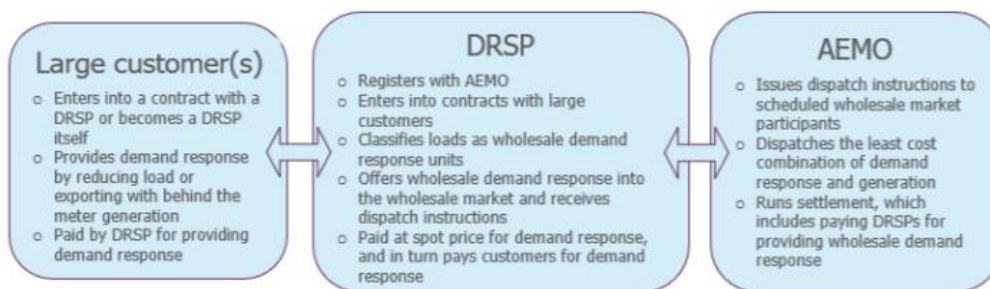 Large customer(s)
o Enters into a contract with a
DRSP or becomes a DRSP
itself
o Provides demand response
by reducing load or
exporting with behind the
meter generation
o Paid by DRSP for providing
demand response
DRSP
o Registers with AEMO
o Enters into contracts with large
customers
o Classifies loads as wholesale demand
response units
o Offers wholesale demand response into
the wholesale market and receives
dispatch instructions
o Paid at spot price for demand response,
and in turn pays customers for demand
response
AEMO
o Issues dispatch instructions to
scheduled wholesale market
participants
o Dispatches the least cost
combination of demand
response and generation
o Runs settlement, which
includes paying DRSPs for
providing wholesale demand
response